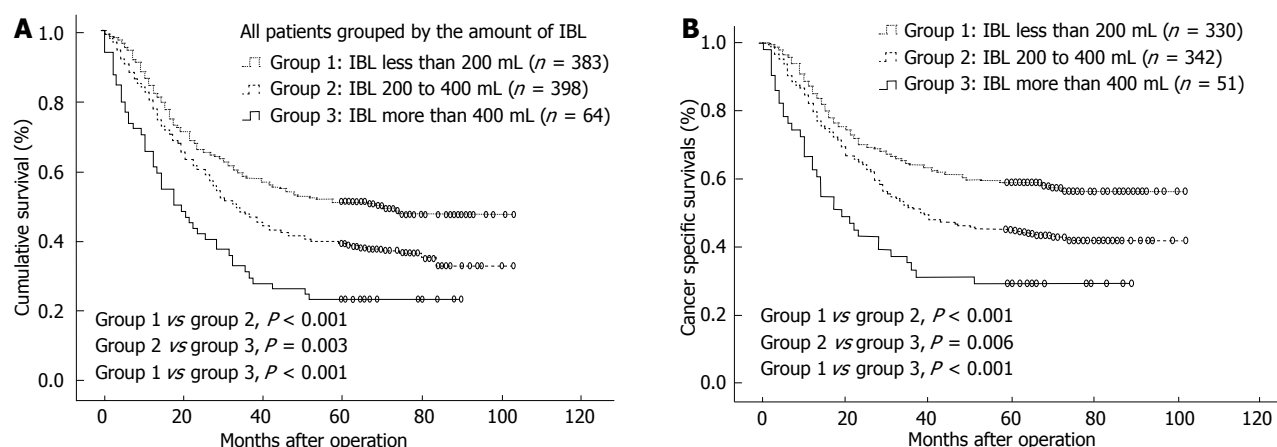 A
All patients grouped by the amount of IBL
Group 1: IBL less than 200 mL (n = 383)
Group 2: IBL 200 to 400 mL (n = 398)
Group 3: IBL more than 400 mL (n = 64)
Cumulative survival (%)
1.0
0.8
0.6
0.4
0.2
0.0
Group 1 vs group 2, P < 0.001
Group 2 vs group 3, P = 0.003
Group 1 vs group 3, P < 0.001
0 20 40 60 80 100 120
Months after operation
B
Group 1: IBL less than 200 mL (n = 330)
Group 2: IBL 200 to 400 mL (n = 342)
Group 3: IBL more than 400 mL (n = 51)
Cancer specific survivals (%)
1.0
0.8
0.6
0.4
0.2
0.0
Group 1 vs group 2, P < 0.001
Group 2 vs group 3, P = 0.006
Group 1 vs group 3, P < 0.001
0 20 40 60 80 100 120
Months after operation